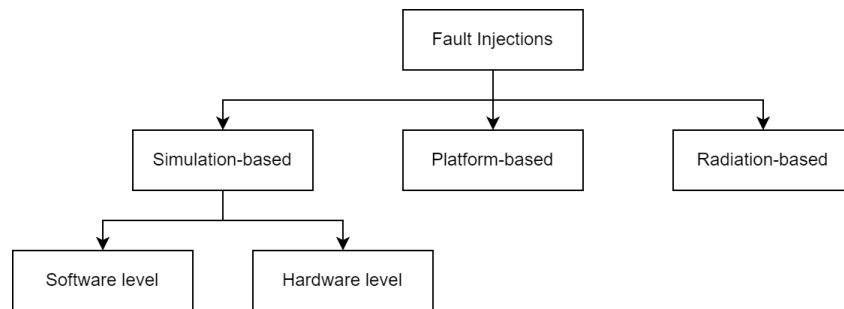 Fault Injections
Simulation-based
Platform-based
Radiation-based
Software level
Hardware level